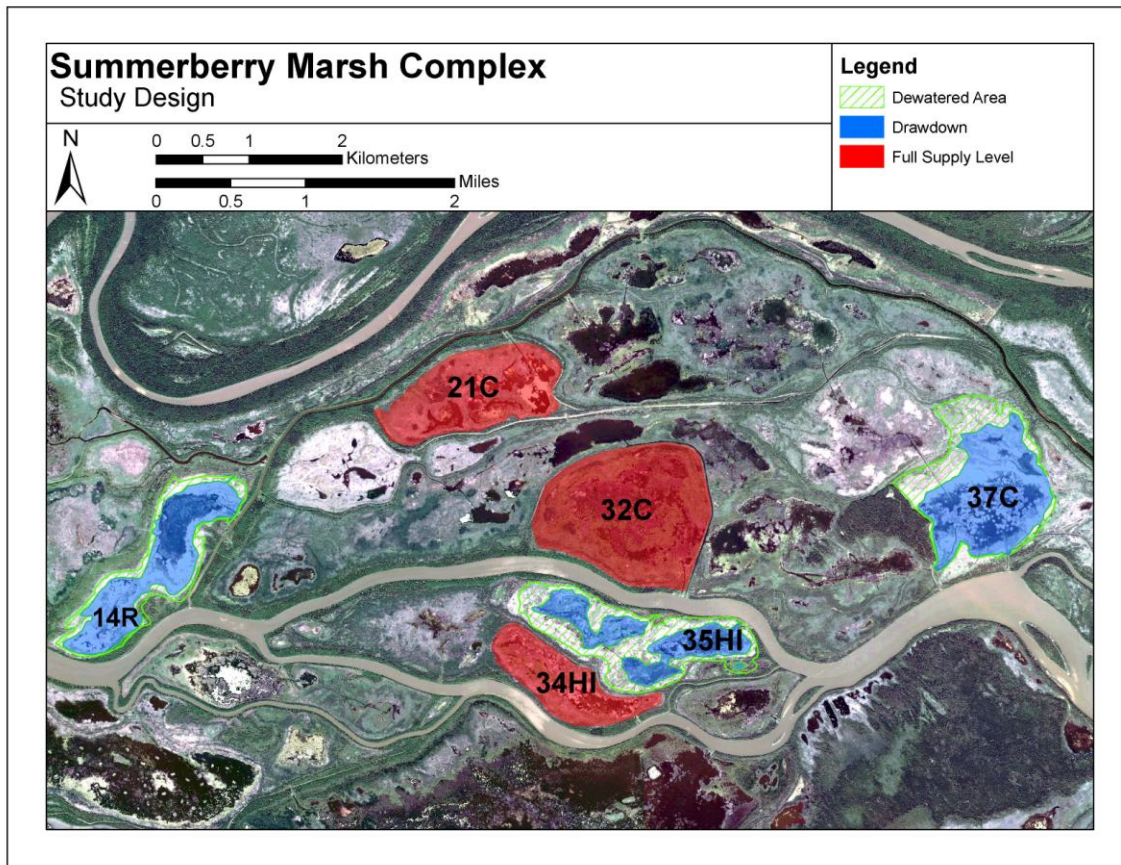 Summerberry Marsh Complex
Study Design
Legend
Dewatered Area
Drawdown
Full Supply Level
N
0 0.5 1 2
Kilometers
Miles
0 0.5 1 2
21C
32C
37C
14R
35HI
34HI